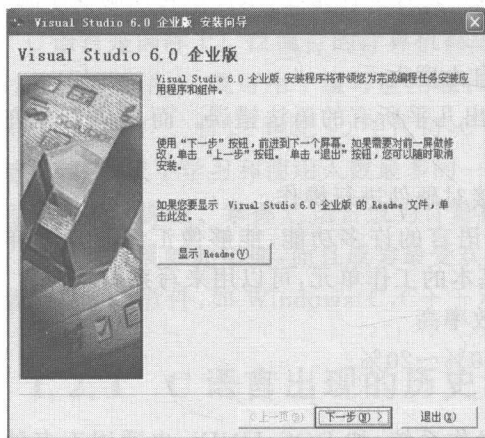 Visual Studio 6.0 企业版 安装向导
Visual Studio 6.0 企业版
Visual Studio 6.0 企业版 安装程序将带领您为完成编程任务安装应
用程序和组件。
使用“下一步”按钮，前进到下一个屏幕。如果需要对前一屏做修
改，单击 “上一步”按钮。 单击“退出”按钮，您可以随时取消
安装。
如果您要显示 Visual Studio 6.0 企业版 的 Readme 文件，单
击此处。
显示 Readme(V)
<上一页(B) 下一步(N) > 退出(X)